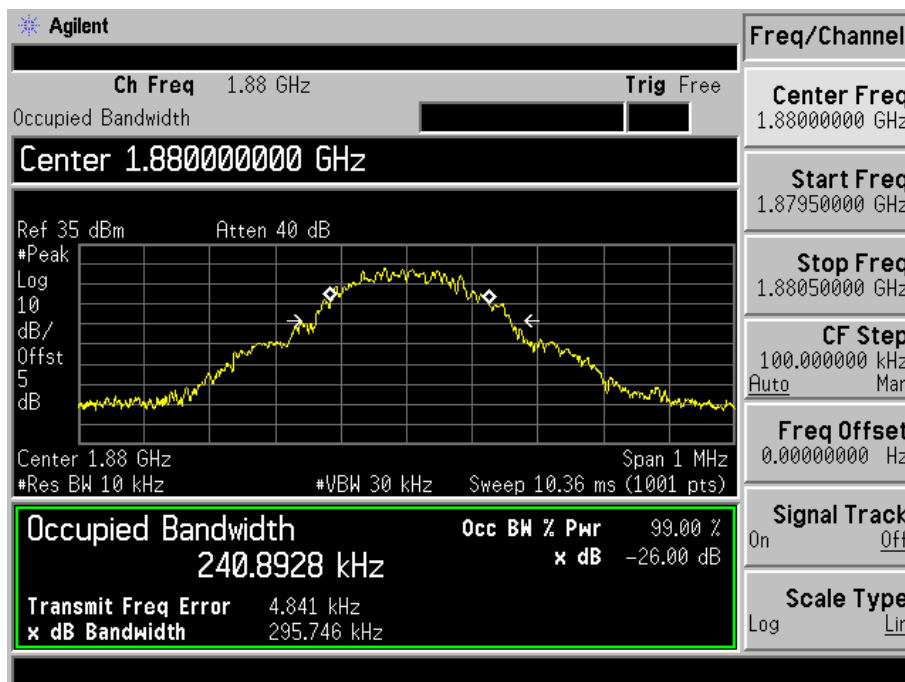 Agilent
Freq/Channel
Ch Freq 1.88 GHz Trig Free
Occupied Bandwidth
Center 1.880000000 GHz
Ref 35 dBm Atten 40 dB
#Peak
Log
10
dB/
Offst
5
dB
Center 1.88 GHz Span 1 MHz
#Res BW 10 kHz #VBW 30 kHz Sweep 10.36 ms (1001 pts)
Occupied Bandwidth
240.8928 kHz
Occ BW % Pwr 99.00 %
x dB -26.00 dB
Transmit Freq Error 4.841 kHz
x dB Bandwidth 295.746 kHz
Center Freq
1.88000000 GHz
Start Freq
1.87950000 GHz
Stop Freq
1.88050000 GHz
CF Step
100.000000 kHz
Auto Man
Freq Offset
0.00000000 Hz
Signal Track
On Off
Scale Type
Log Lin